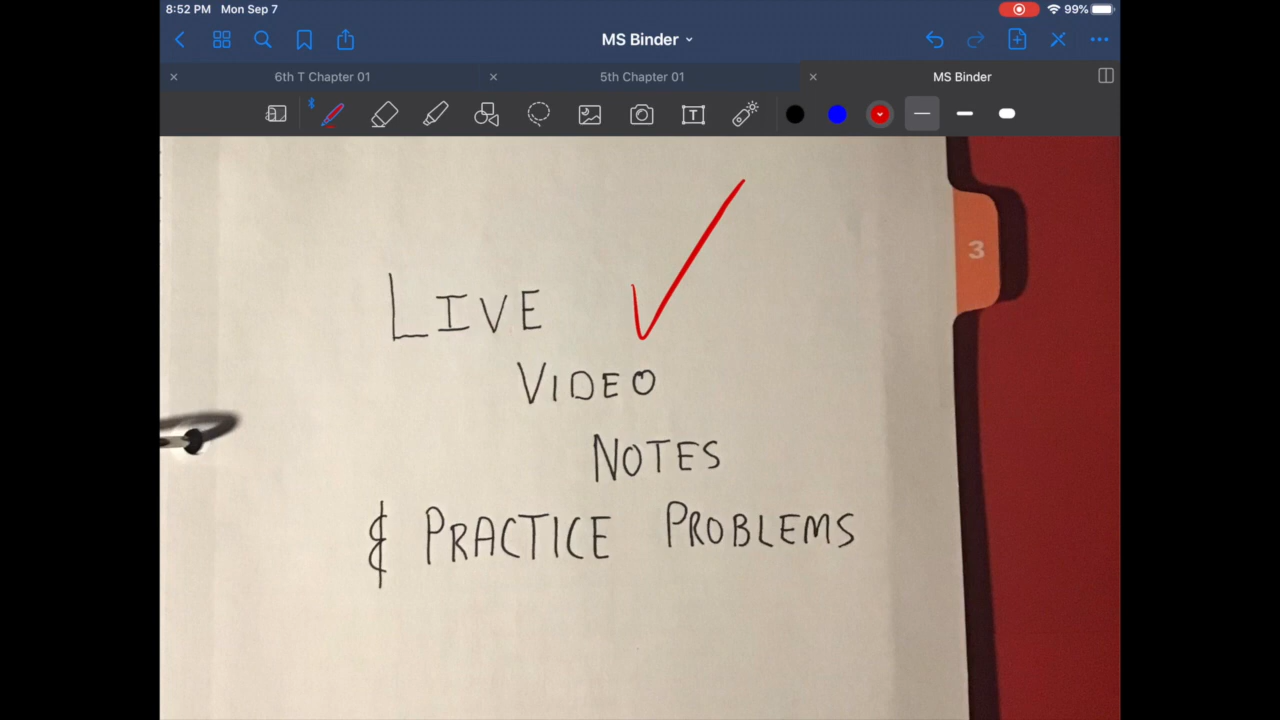 8:52 PM Mon Sep 7 99%
MS Binder
6th T Chapter 01 5th Chapter 01 MS Binder
T
3
LIVE
VIDEO
NOTES
& PRACTICE PROBLEMS